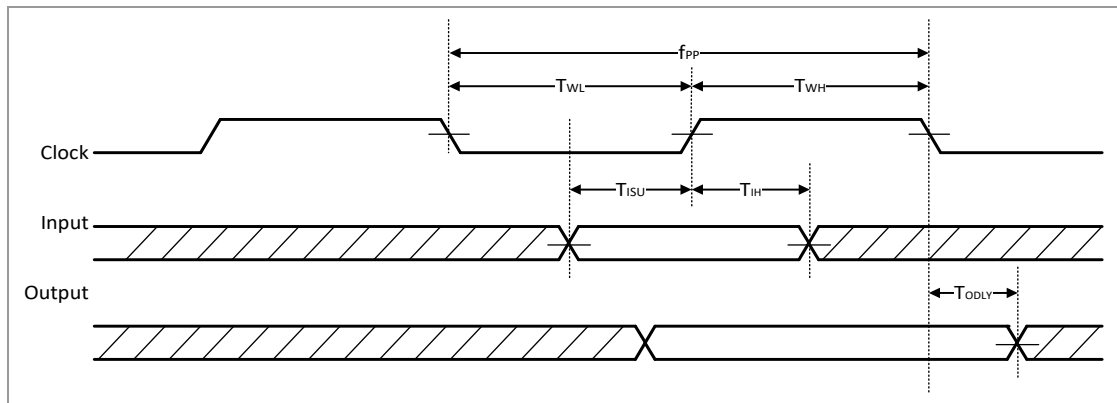 fPP
TWL TWH
Clock
TISU TIH
Input
Output
TODLY